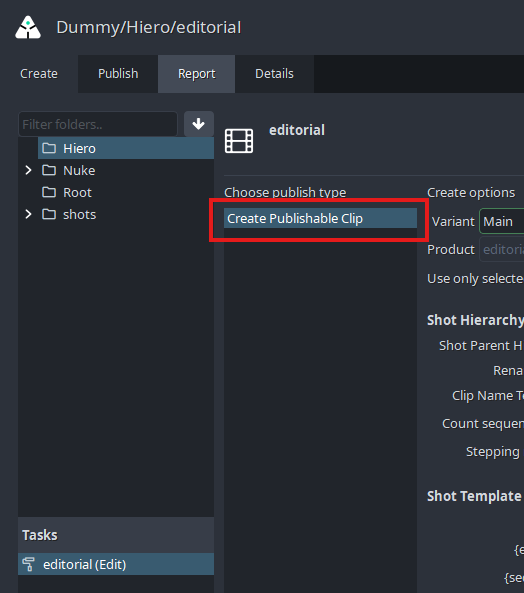 Dummy/Hiero/editorial
Create Publish Report Details
Filter folders..
Hiero
Nuke
Root
shots
Tasks
editorial (Edit)
editorial
Choose publish type
Create Publishable Clip
Create options
Variant Main
Product editori
Use only selecte
Shot Hierarchy
Shot Parent H
Rena
Clip Name Te
Count sequen
Stepping
Shot Template
{e
{sec